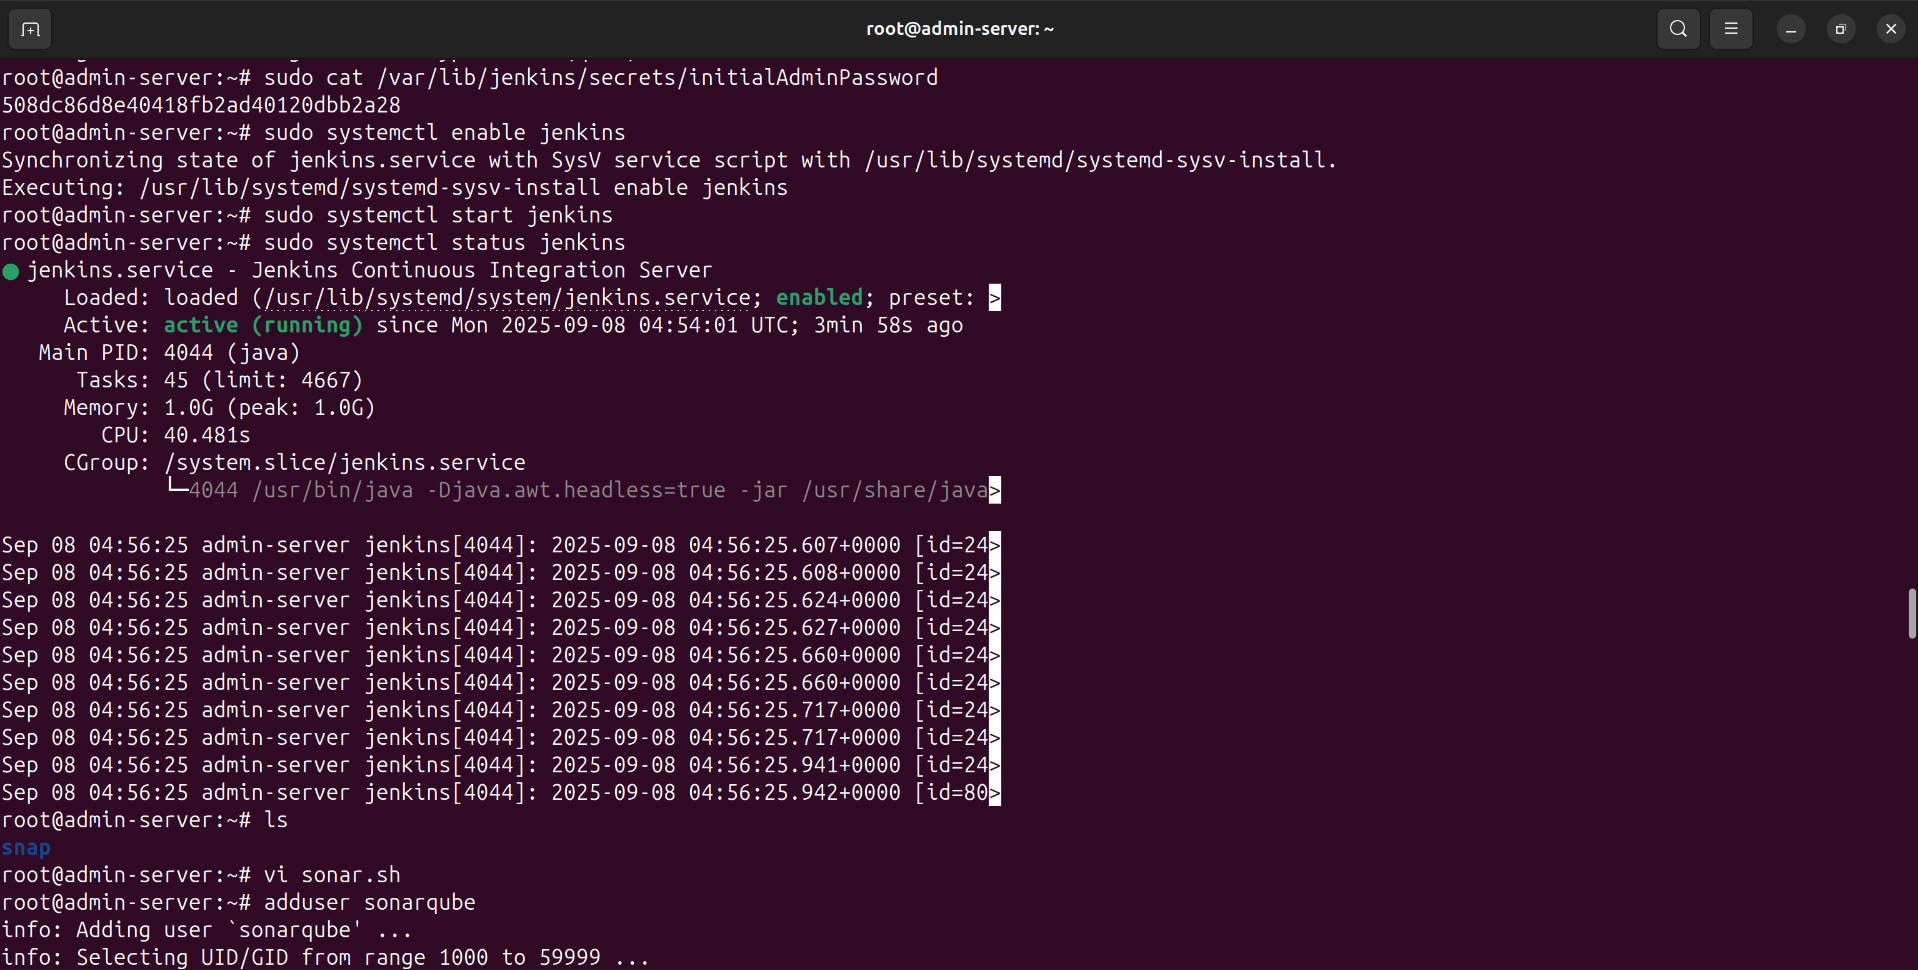 root@admin-server: ~
root@admin-server:~# sudo cat /var/lib/jenkins/secrets/initialAdminPassword
508dc86d8e40418fb2ad40120dbb2a28
root@admin-server:~# sudo systemctl enable jenkins
Synchronizing state of jenkins.service with SysV service script with /usr/lib/systemd/systemd-sysv-install.
Executing: /usr/lib/systemd/systemd-sysv-install enable jenkins
root@admin-server:~# sudo systemctl start jenkins
root@admin-server:~# sudo systemctl status jenkins
● jenkins.service - Jenkins Continuous Integration Server
     Loaded: loaded (/usr/lib/systemd/system/jenkins.service; enabled; preset: >
     Active: active (running) since Mon 2025-09-08 04:54:01 UTC; 3min 58s ago
   Main PID: 4044 (java)
      Tasks: 45 (limit: 4667)
     Memory: 1.0G (peak: 1.0G)
        CPU: 40.481s
     CGroup: /system.slice/jenkins.service
             └─4044 /usr/bin/java -Djava.awt.headless=true -jar /usr/share/java>
Sep 08 04:56:25 admin-server jenkins[4044]: 2025-09-08 04:56:25.607+0000 [id=24>
Sep 08 04:56:25 admin-server jenkins[4044]: 2025-09-08 04:56:25.608+0000 [id=24>
Sep 08 04:56:25 admin-server jenkins[4044]: 2025-09-08 04:56:25.624+0000 [id=24>
Sep 08 04:56:25 admin-server jenkins[4044]: 2025-09-08 04:56:25.627+0000 [id=24>
Sep 08 04:56:25 admin-server jenkins[4044]: 2025-09-08 04:56:25.660+0000 [id=24>
Sep 08 04:56:25 admin-server jenkins[4044]: 2025-09-08 04:56:25.660+0000 [id=24>
Sep 08 04:56:25 admin-server jenkins[4044]: 2025-09-08 04:56:25.717+0000 [id=24>
Sep 08 04:56:25 admin-server jenkins[4044]: 2025-09-08 04:56:25.717+0000 [id=24>
Sep 08 04:56:25 admin-server jenkins[4044]: 2025-09-08 04:56:25.941+0000 [id=24>
Sep 08 04:56:25 admin-server jenkins[4044]: 2025-09-08 04:56:25.942+0000 [id=80>
root@admin-server:~# ls
snap
root@admin-server:~# vi sonar.sh
root@admin-server:~# adduser sonarqube
info: Adding user `sonarqube' ...
info: Selecting UID/GID from range 1000 to 59999 ...